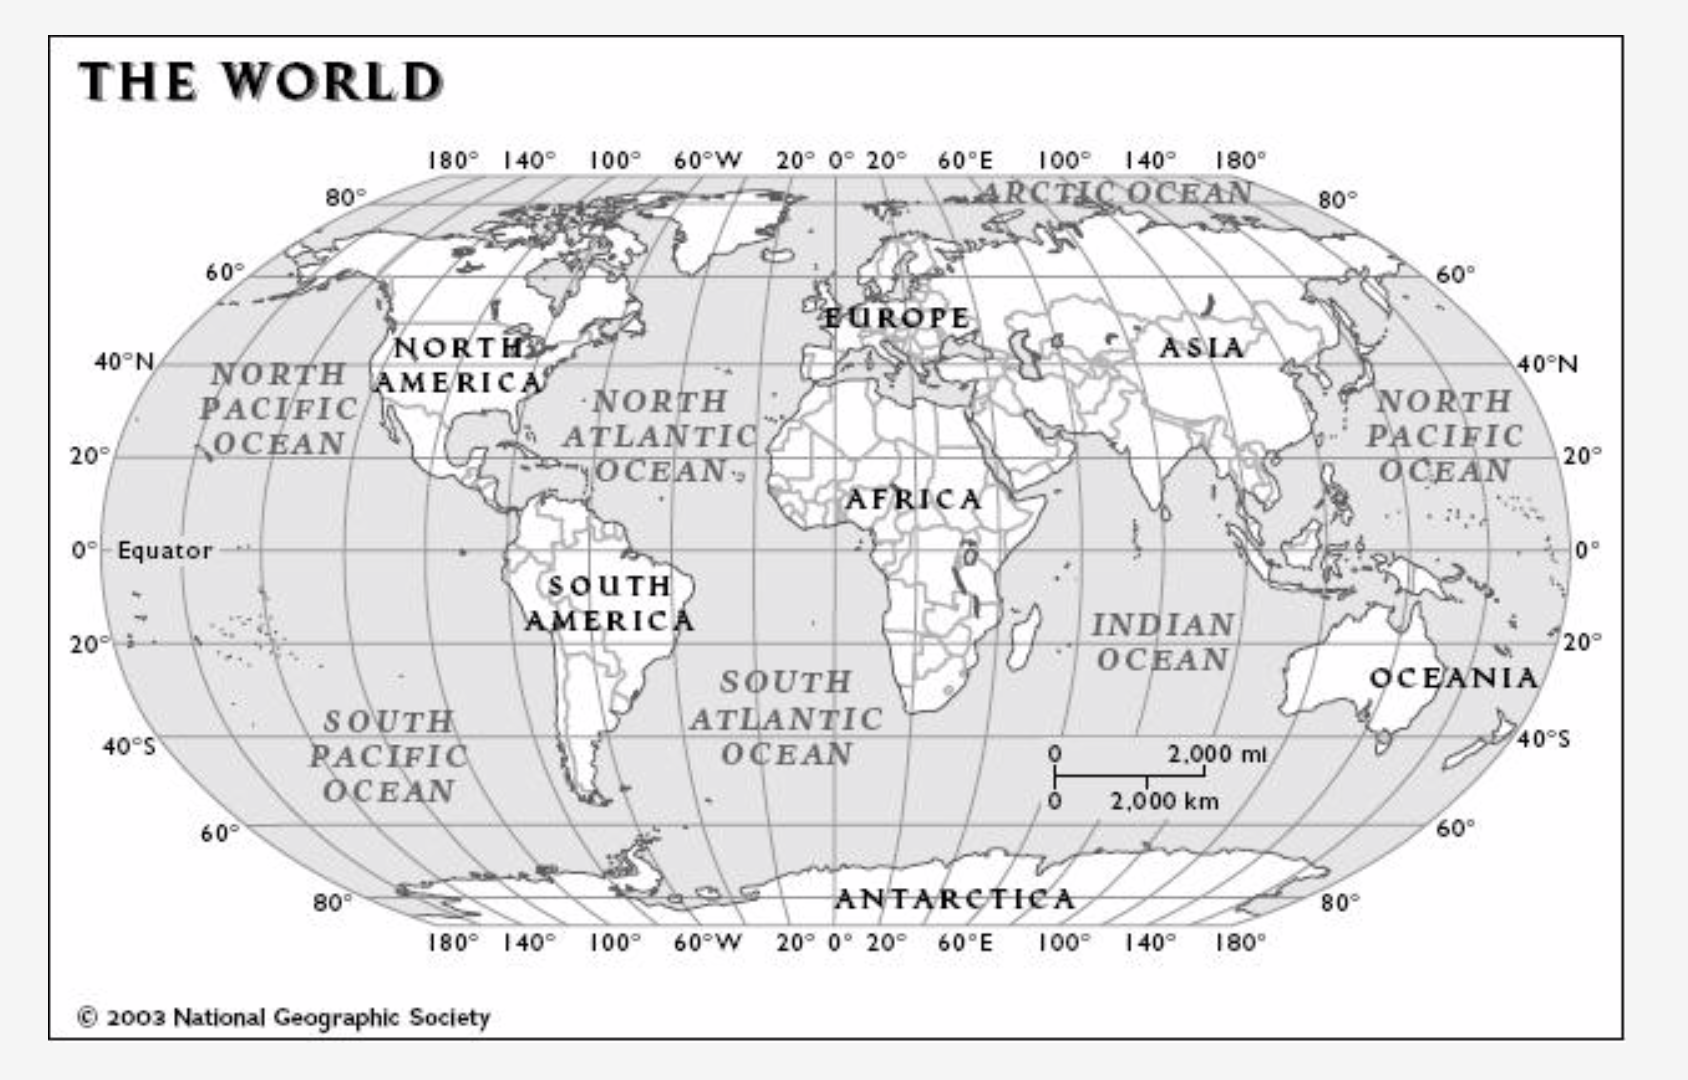 THE WORLD
180° 140° 100° 60°W 20° 0° 20° 60°E 100° 140° 180°
ARCTIC OCEAN
80° 80°
60° 60°
EUROPE
NORTH
AMERICA
ASIA
40°N 40°N
NORTH
PACIFIC
OCEAN
NORTH
ATLANTIC
OCEAN
NORTH
PACIFIC
OCEAN
20° 20°
AFRICA
0° Equator 0°
SOUTH
AMERICA
INDIAN
OCEAN
20° 20°
OCEANIA
SOUTH
ATLANTIC
OCEAN
SOUTH
PACIFIC
OCEAN
40°S 40°S
0 2,000 mi
0 2,000 km
60° 60°
ANTARCTICA
80° 80°
180° 140° 100° 60°W 20° 0° 20° 60°E 100° 140° 180°
© 2003 National Geographic Society